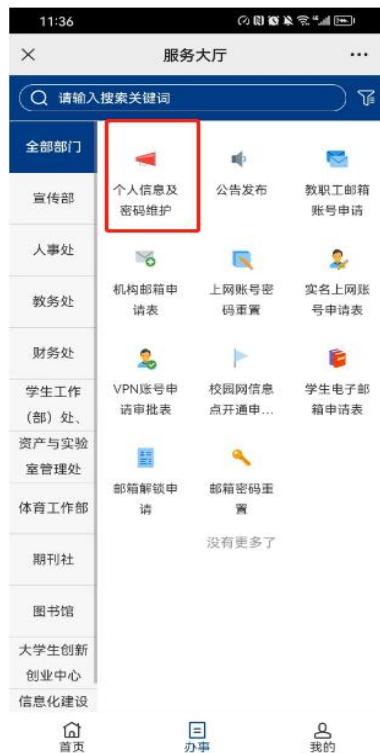 11:36
服务大厅
请输入搜索关键词
全部部门
宣传部
人事处
教务处
财务处
学生工作
（部）处、
资产与实验
室管理处
体育工作部
期刊社
图书馆
大学生创新
创业中心
信息化建设
个人信息及
密码维护
公告发布
教职工邮箱
账号申请
机构邮箱申
请表
上网账号密
码重置
实名上网账
号申请表
VPN账号申
请审批表
校园网信息
点开通申...
学生电子邮
箱申请表
邮箱解锁申
请
邮箱密码重
置
没有更多了
首页
办事
我的